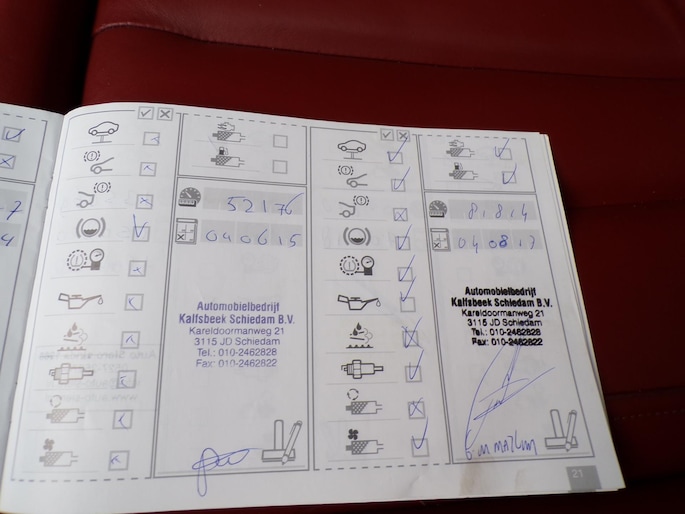 52176
040615
Automobielbedrijf
Kalfsbeek Schiedam B.V.
Kareldoormanweg 21
3115 JD Schiedam
Tel.: 010-2462828
Fax: 010-2462822
040817
Automobielbedrijf
Kalfsbeek Schiedam B.V.
Kareldoormanweg 21
3115 JD Schiedam
Tel.: 010-2462828
Fax: 010-2462822
21